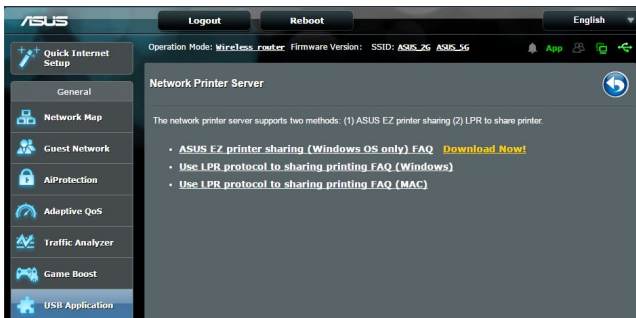 ASUS
Logout
Reboot
English
Quick Internet
Setup
Operation Mode: Wireless router Firmware Version: SSID: ASUS_2G ASUS_5G
App
General
Network Map
Guest Network
AiProtection
Adaptive QoS
Traffic Analyzer
Game Boost
USB Application
Network Printer Server
The network printer server supports two methods: (1) ASUS EZ printer sharing (2) LPR to share printer.
• ASUS EZ printer sharing (Windows OS only) FAQ Download Now!
• Use LPR protocol to sharing printing FAQ (Windows)
• Use LPR protocol to sharing printing FAQ (MAC)